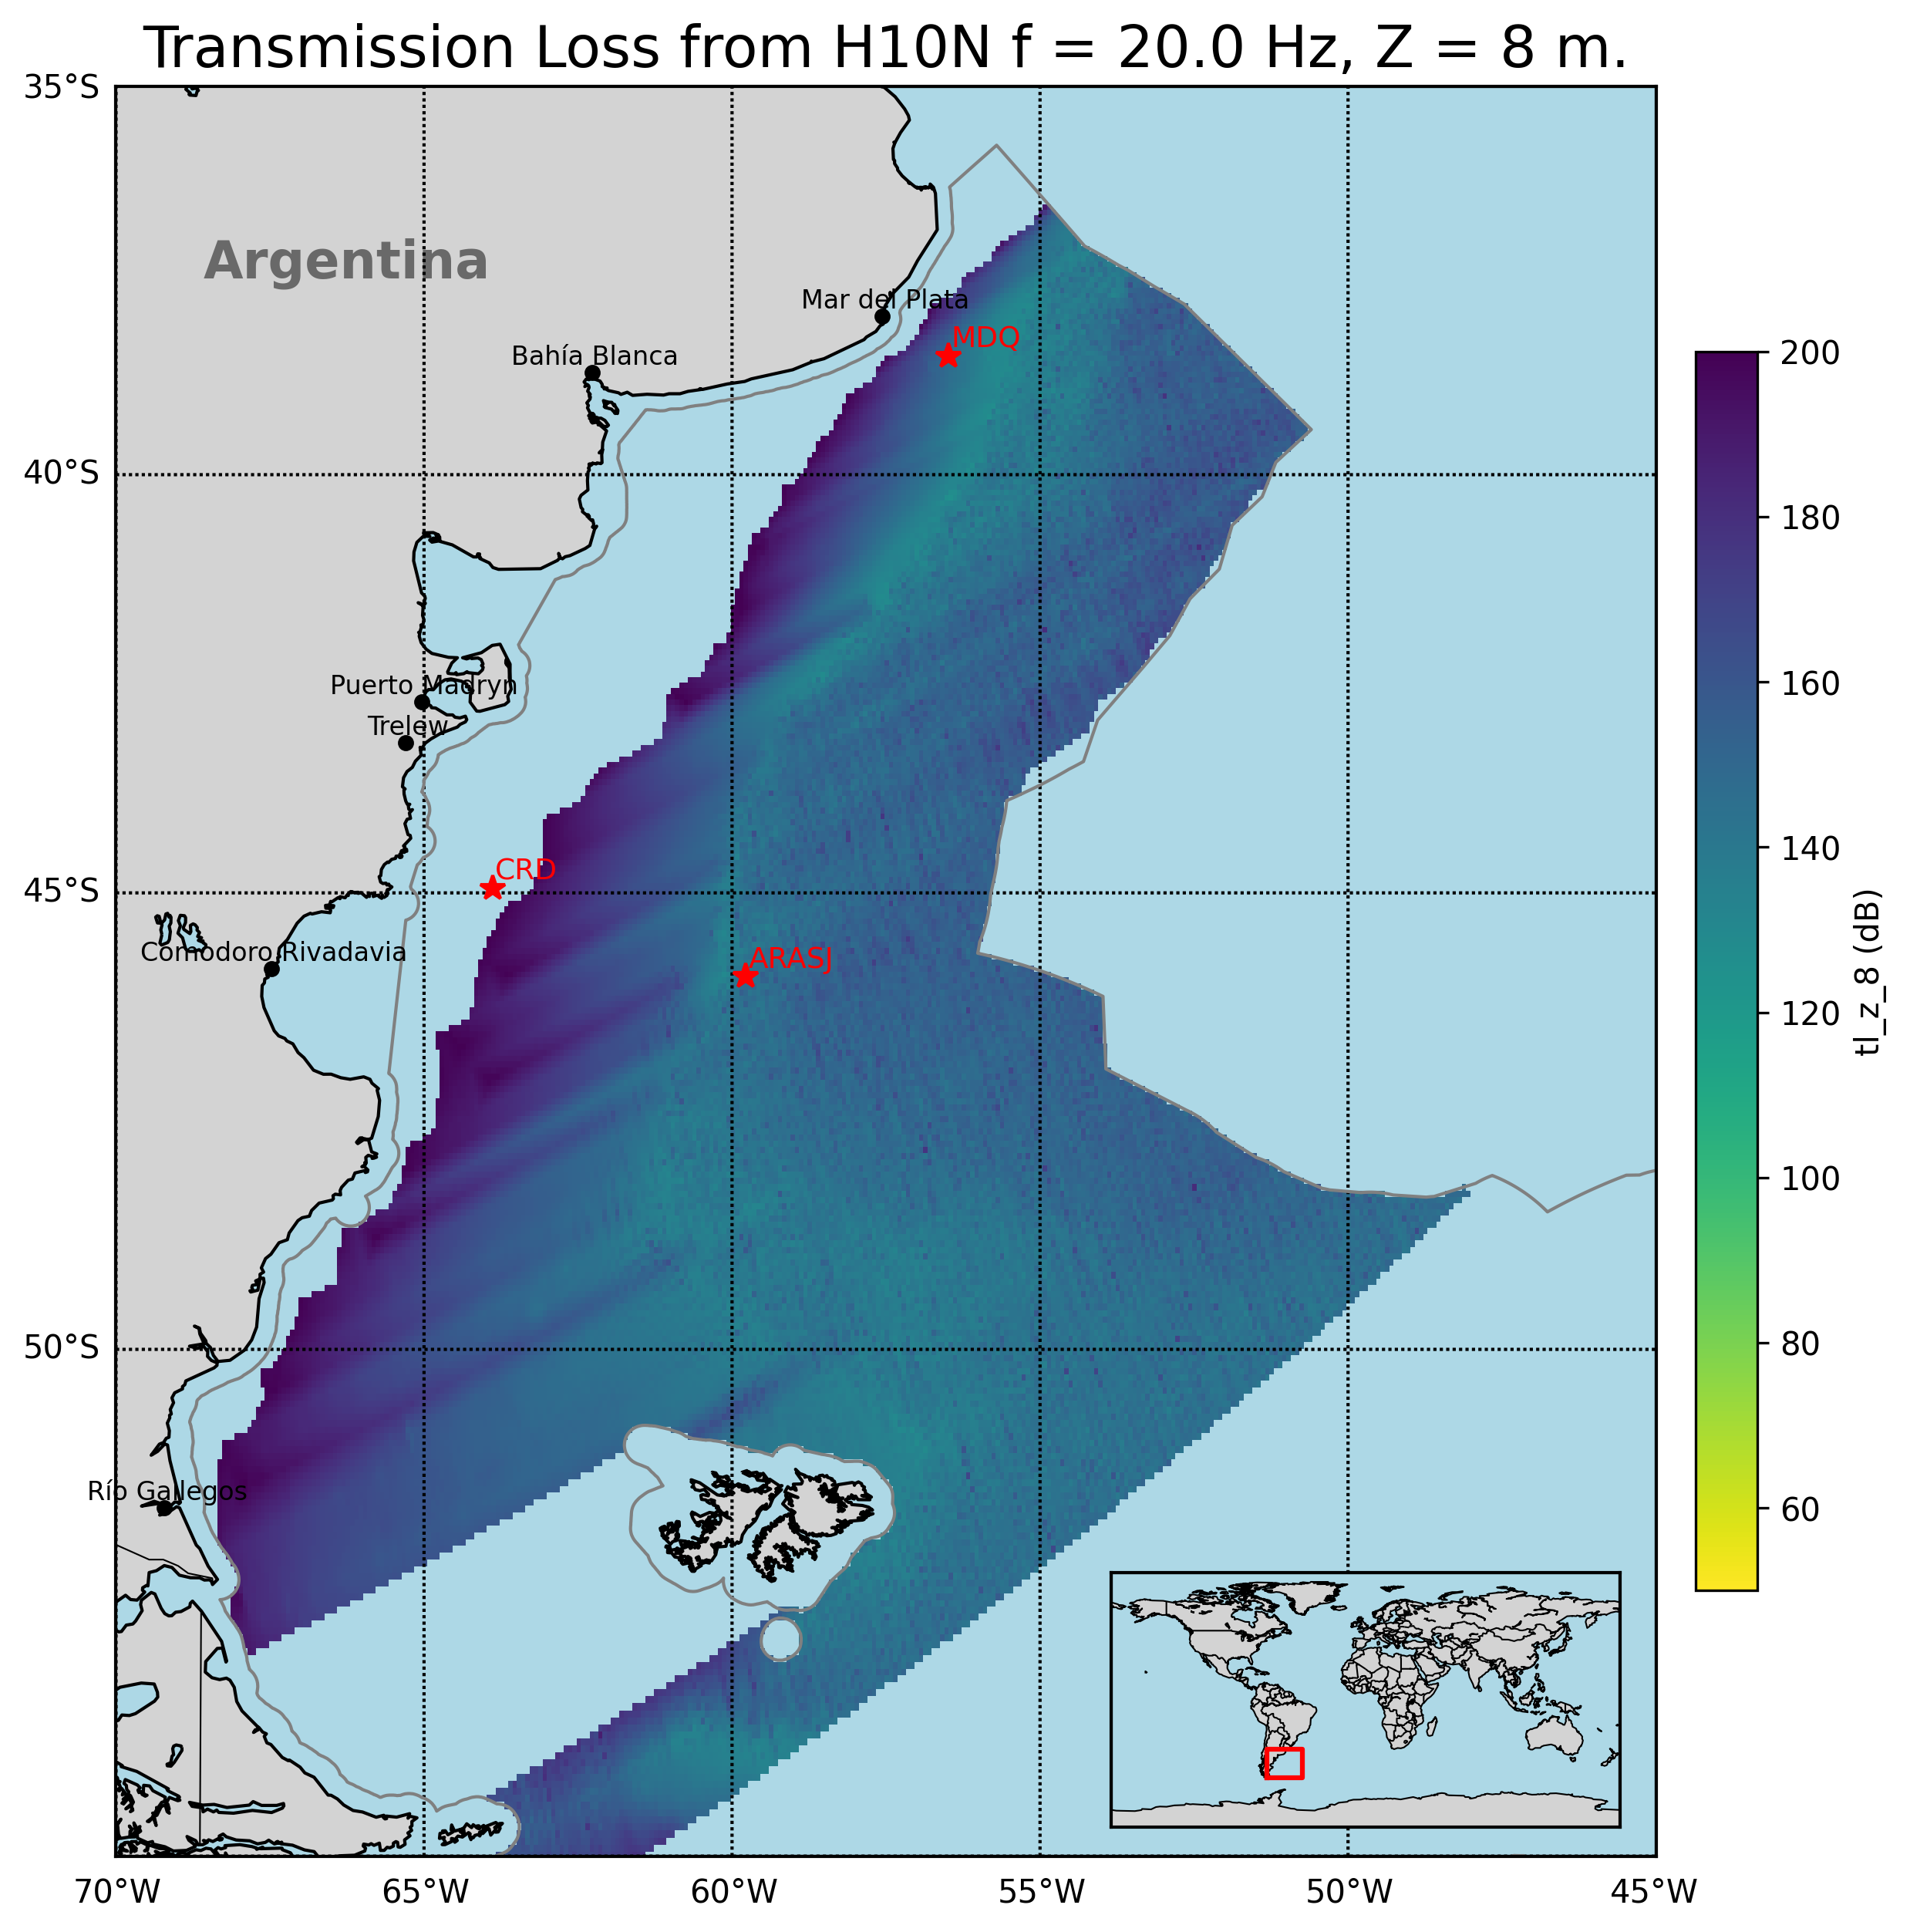 Transmission Loss from H10N f = 20.0 Hz, Z = 8 m.
35°S
Argentina
Mar del Plata
MDQ
Bahía Blanca
200
40°S
180
Puerto Madryn
160
Trelew
140
CRD
45°S
tl_z_8 (dB)
Comodoro Rivadavia
ARASJ
120
100
50°S
80
Río Gallegos
60
70°W
65°W
60°W
55°W
50°W
45°W